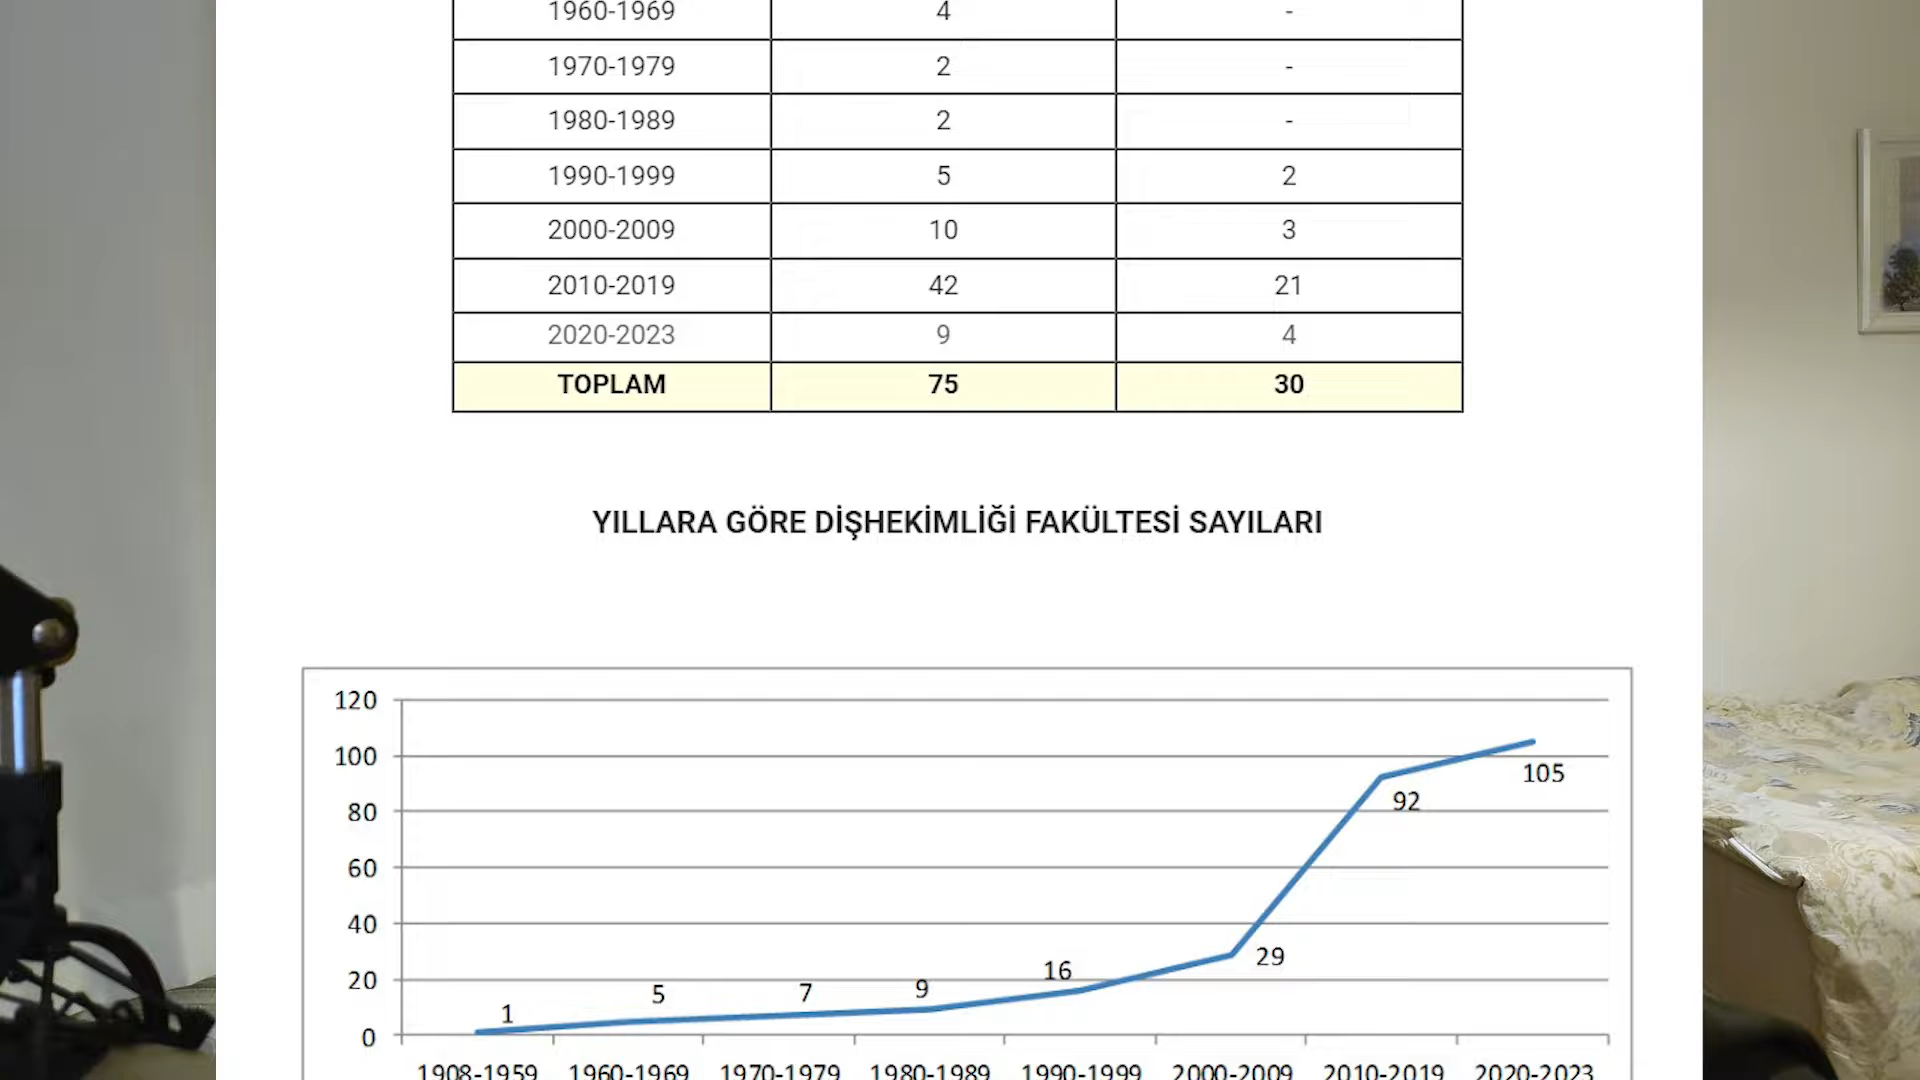 1960-1969 4 -
1970-1979 2 -
1980-1989 2 -
1990-1999 5 2
2000-2009 10 3
2010-2019 42 21
2020-2023 9 4
TOPLAM 75 30
YILLARA GÖRE DİŞHEKİMLİĞİ FAKÜLTESİ SAYILARI
120
100
105
92
80
60
40
29
20
16
9
7
5
1
0
1908-1959 1960-1969 1970-1979 1980-1989 1990-1999 2000-2009 2010-2019 2020-2023